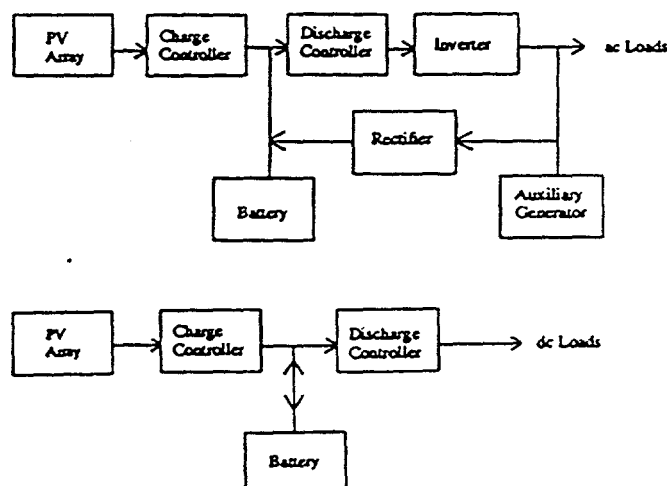 PV
Array
Charge
Controller
Discharge
Controller
Inverter
ac Loads
Rectifier
Battery
Auxiliary
Generator
PV
Array
Charge
Controller
Discharge
Controller
dc Loads
Battery